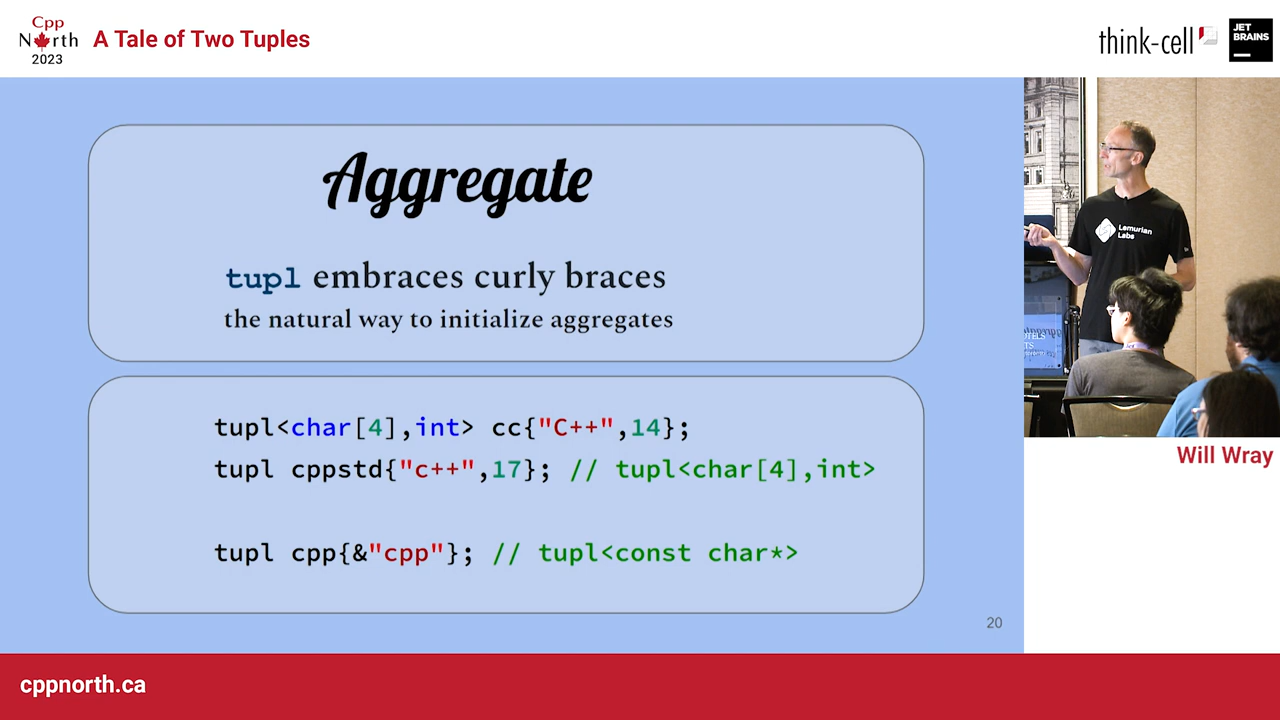 Cpp
North
2023
A Tale of Two Tuples
think-cell
JET
BRAINS
Aggregate
tupl embraces curly braces
the natural way to initialize aggregates
tupl<char[4],int> cc{"C++",14};
tupl cppstd{"c++",17}; // tupl<char[4],int>
tupl cpp{&"cpp"}; // tupl<const char*>
20
Lemurian
Labs
Will Wray
cppnorth.ca